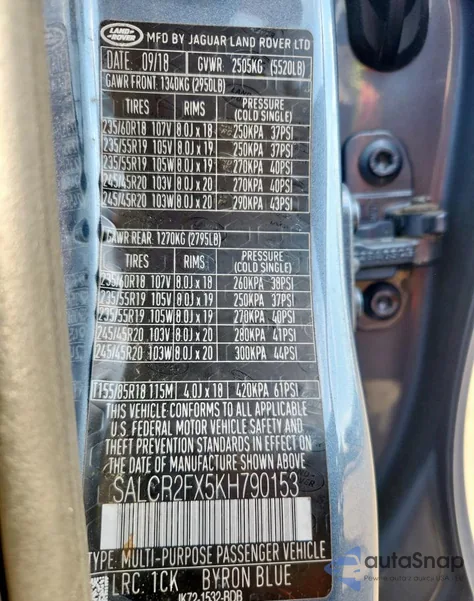 LAND ROVER MFD BY JAGUAR LAND ROVER LTD
DATE: 09/18 GVWR 2505KG (5520LB)
GAWR FRONT: 1340KG (2950LB)
TIRES RIMS PRESSURE (COLD SINGLE)
235/60R18 107V 8.0J x 18 250KPA 37PSI
235/55R19 105V 8.0J x 19 250KPA 37PSI
235/55R19 105W 8.0J x 19 270KPA 40PSI
245/45R20 103V 8.0J x 20 270KPA 40PSI
245/45R20 103W 8.0J x 20 290KPA 43PSI
GAWR REAR: 1270KG (2795LB)
TIRES RIMS PRESSURE (COLD SINGLE)
235/60R18 107V 8.0J x 18 260KPA 38PSI
235/55R19 105V 8.0J x 19 250KPA 37PSI
235/55R19 105W 8.0J x 19 270KPA 40PSI
245/45R20 103V 8.0J x 20 280KPA 41PSI
245/45R20 103W 8.0J x 20 300KPA 44PSI
T155/85R18 115M 4.0J x 18 420KPA 61PSI
THIS VEHICLE CONFORMS TO ALL APPLICABLE
U.S. FEDERAL MOTOR VEHICLE SAFETY AND
THEFT PREVENTION STANDARDS IN EFFECT ON
THE DATE OF MANUFACTURE SHOWN ABOVE
SALCR2FX5KH790153
TYPE: MULTI-PURPOSE PASSENGER VEHICLE
LRC: 1CK BYRON BLUE
JK72-1532-BDB
autaSnap
USA's car data provider